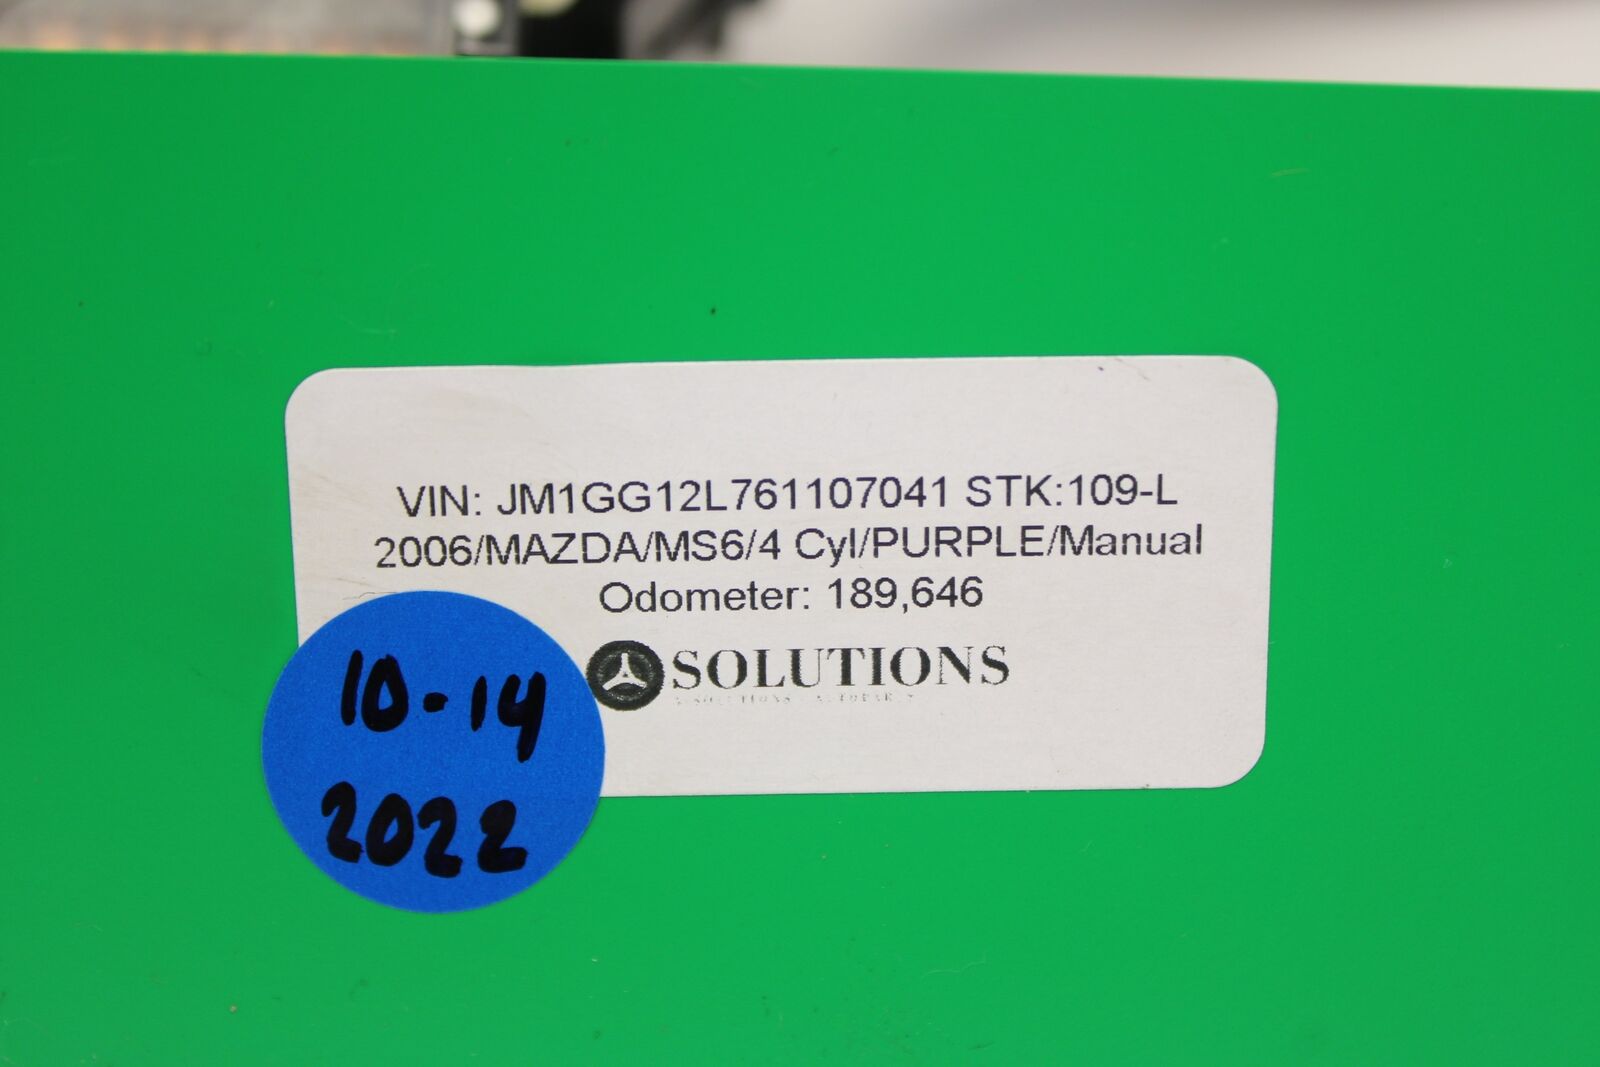 VIN: JM1GG12L761107041 STK:109-L
2006/MAZDA/MS6/4 Cyl/PURPLE/Manual
Odometer: 189,646
SOLUTIONS
10-14
2022